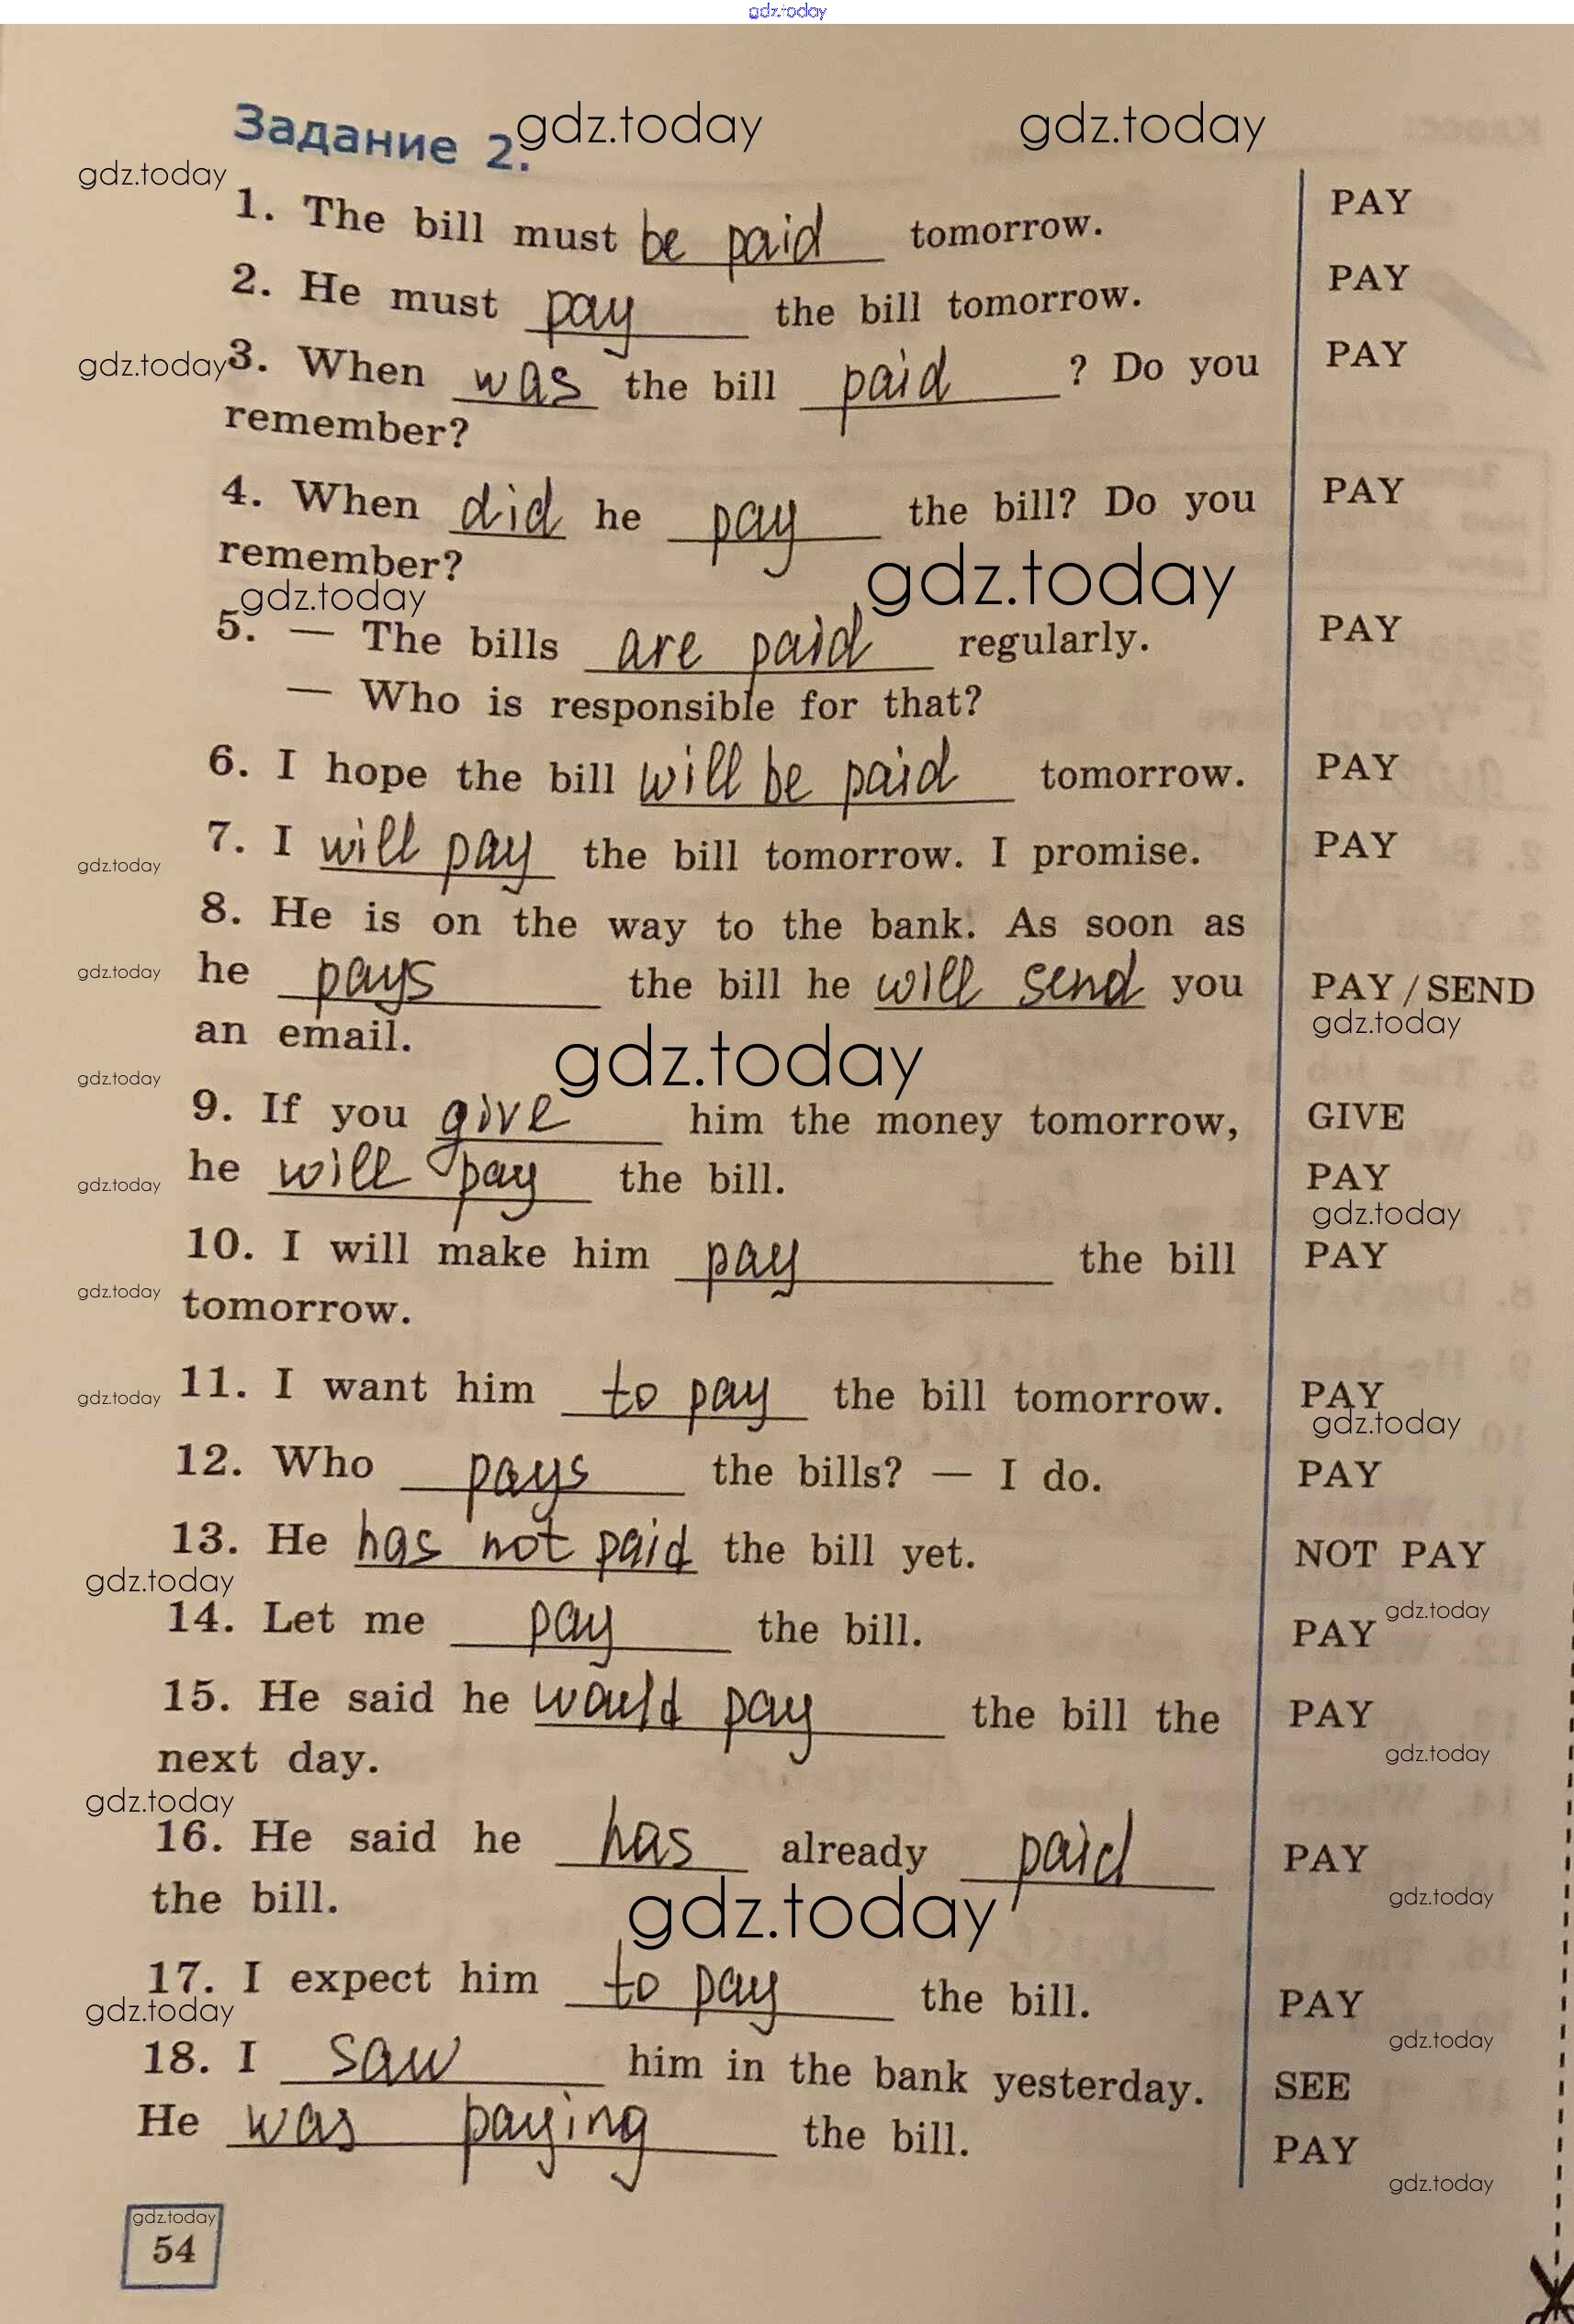 gdz.today
Задание 2. gdz.today gdz.today
gdz.today
1. The bill must be paid tomorrow. PAY
2. He must pay the bill tomorrow. PAY
gdz.today 3. When was the bill paid ? Do you PAY
remember?
4. When did he pay the bill? Do you PAY
remember?
gdz.today gdz.today
5. — The bills are paid regularly. PAY
— Who is responsible for that?
6. I hope the bill will be paid tomorrow. PAY
7. I will pay the bill tomorrow. I promise. PAY
gdz.today
8. He is on the way to the bank. As soon as
gdz.today he pays the bill he will send you PAY / SEND
an email. gdz.today
gdz.today gdz.today
9. If you give him the money tomorrow, GIVE
gdz.today he will pay the bill. PAY
gdz.today
10. I will make him pay the bill PAY
gdz.today tomorrow.
gdz.today 11. I want him to pay the bill tomorrow. PAY
gdz.today
12. Who pays the bills? — I do. PAY
13. He has not paid the bill yet. NOT PAY
gdz.today
14. Let me pay the bill. PAY gdz.today
15. He said he would pay the bill the PAY
next day. gdz.today
gdz.today
16. He said he has already paid PAY
the bill. gdz.today
gdz.today
17. I expect him to pay the bill. PAY
gdz.today gdz.today
18. I saw him in the bank yesterday. SEE
He was paying the bill. PAY
gdz.today
gdz.today
54